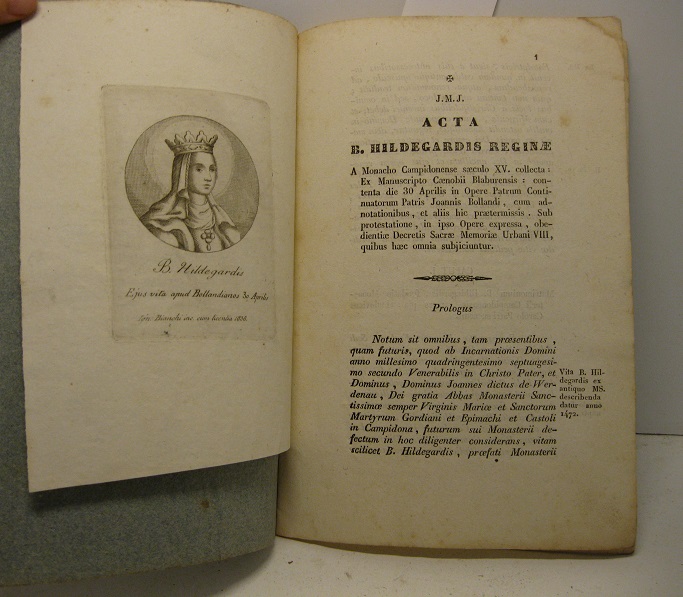 B. Hildegardis
Ejus vita apud Bollandianos 30 Aprilis
Bianchi inc. con licenza
1
✠
J. M. J.
ACTA
B. HILDEGARDIS REGINÆ
A Monacho Campidonense sæculo XV. collecta:
Ex Manuscripto Cœnobii Blaburensis: con-
tenta die 30 Aprilis in Opere Patrum Conti-
nuatorum Patris Joannis Bollandi, cum ad-
notationibus, et aliis hic prætermissis. Sub
protestatione, in ipso Opere expressa, obe-
dientiæ Decretis Sacræ Memoriæ Urbani VIII,
quibus hæc omnia subjiciuntur.
Prologus
Notum sit omnibus, tam præsentibus,
quam futuris, quod ab Incarnationis Domini
anno millesimo quadringentesimo septuagesi-
mo secundo Venerabilis in Christo Pater, et
Dominus, Dominus Joannes dictus de Wer-
denau, Dei gratia Abbas Monasterii Sanc-
tissimæ semper Virginis Mariæ et Sanctorum
Martyrum Gordiani et Epimachi et Castoli
in Campidona, futurum sui Monasterii de-
fectum in hoc diligenter considerans, vitam
scilicet B. Hildegardis, præfati Monasterii
Vita B. Hil-
degardis ex
antiquo MS.
describenda
datur anno
1472.